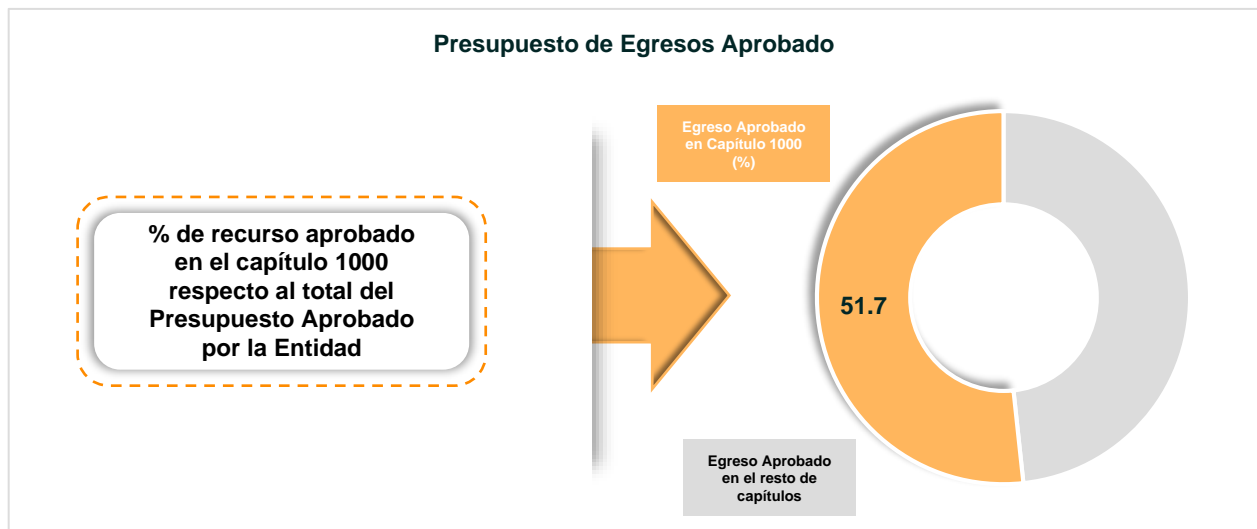 Presupuesto de Egresos Aprobado
% de recurso aprobado
en el capítulo 1000
respecto al total del
Presupuesto Aprobado
por la Entidad
Egreso Aprobado
en Capítulo 1000
(%)
51.7
Egreso Aprobado
en el resto de
capítulos